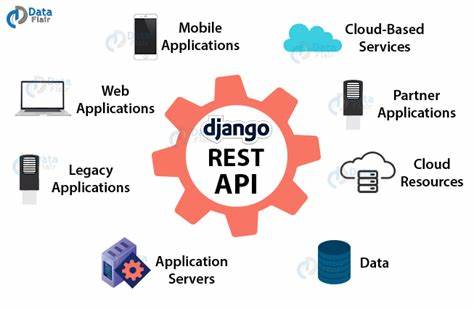 Data
Flair
Mobile
Applications
Cloud-Based
Services
Web
Applications
Partner
Applications
django
REST
API
Legacy
Applications
Cloud
Resources
Application
Servers
Data